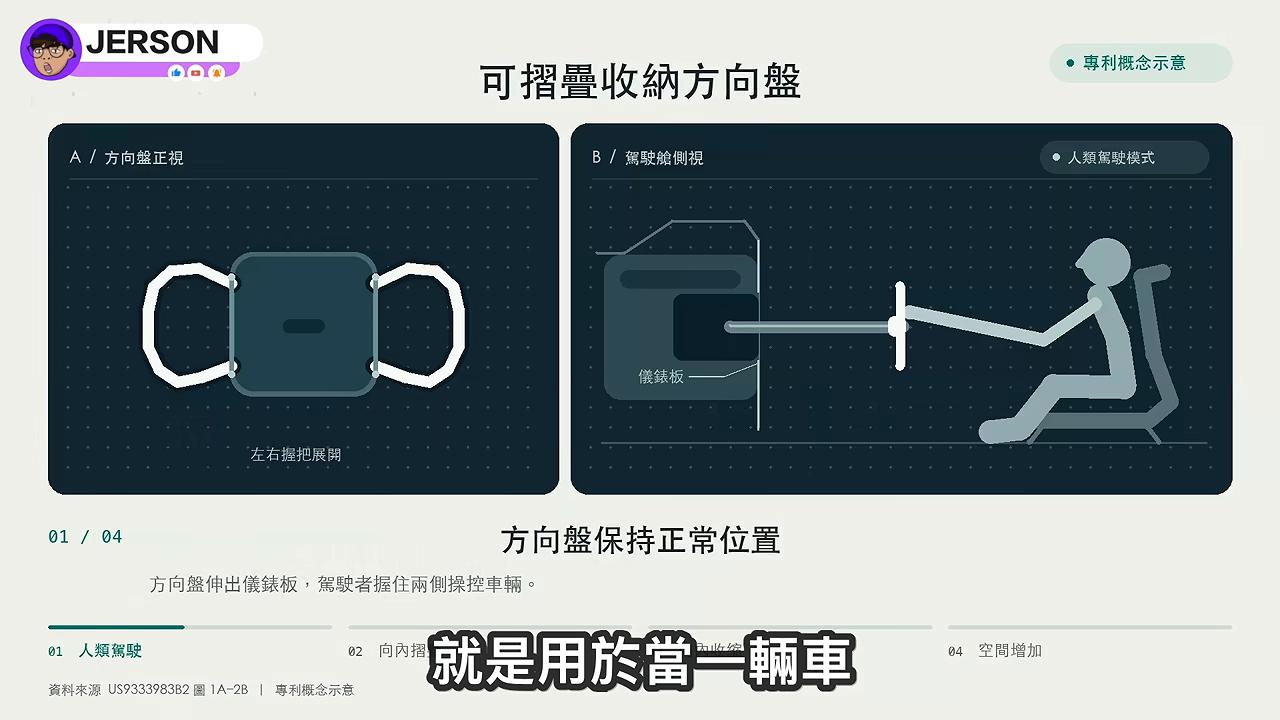 JERSON
可摺疊收納方向盤
專利概念示意
A / 方向盤正視
左右握把展開
B / 駕駛艙側視
人類駕駛模式
儀錶板
01 / 04
方向盤保持正常位置
方向盤伸出儀錶板，駕駛者握住兩側操控車輛。
01 人類駕駛
02 向內摺
內收縮
04 空間增加
就是用於當一輛車
資料來源 US9333983B2 圖 1A-2B | 專利概念示意